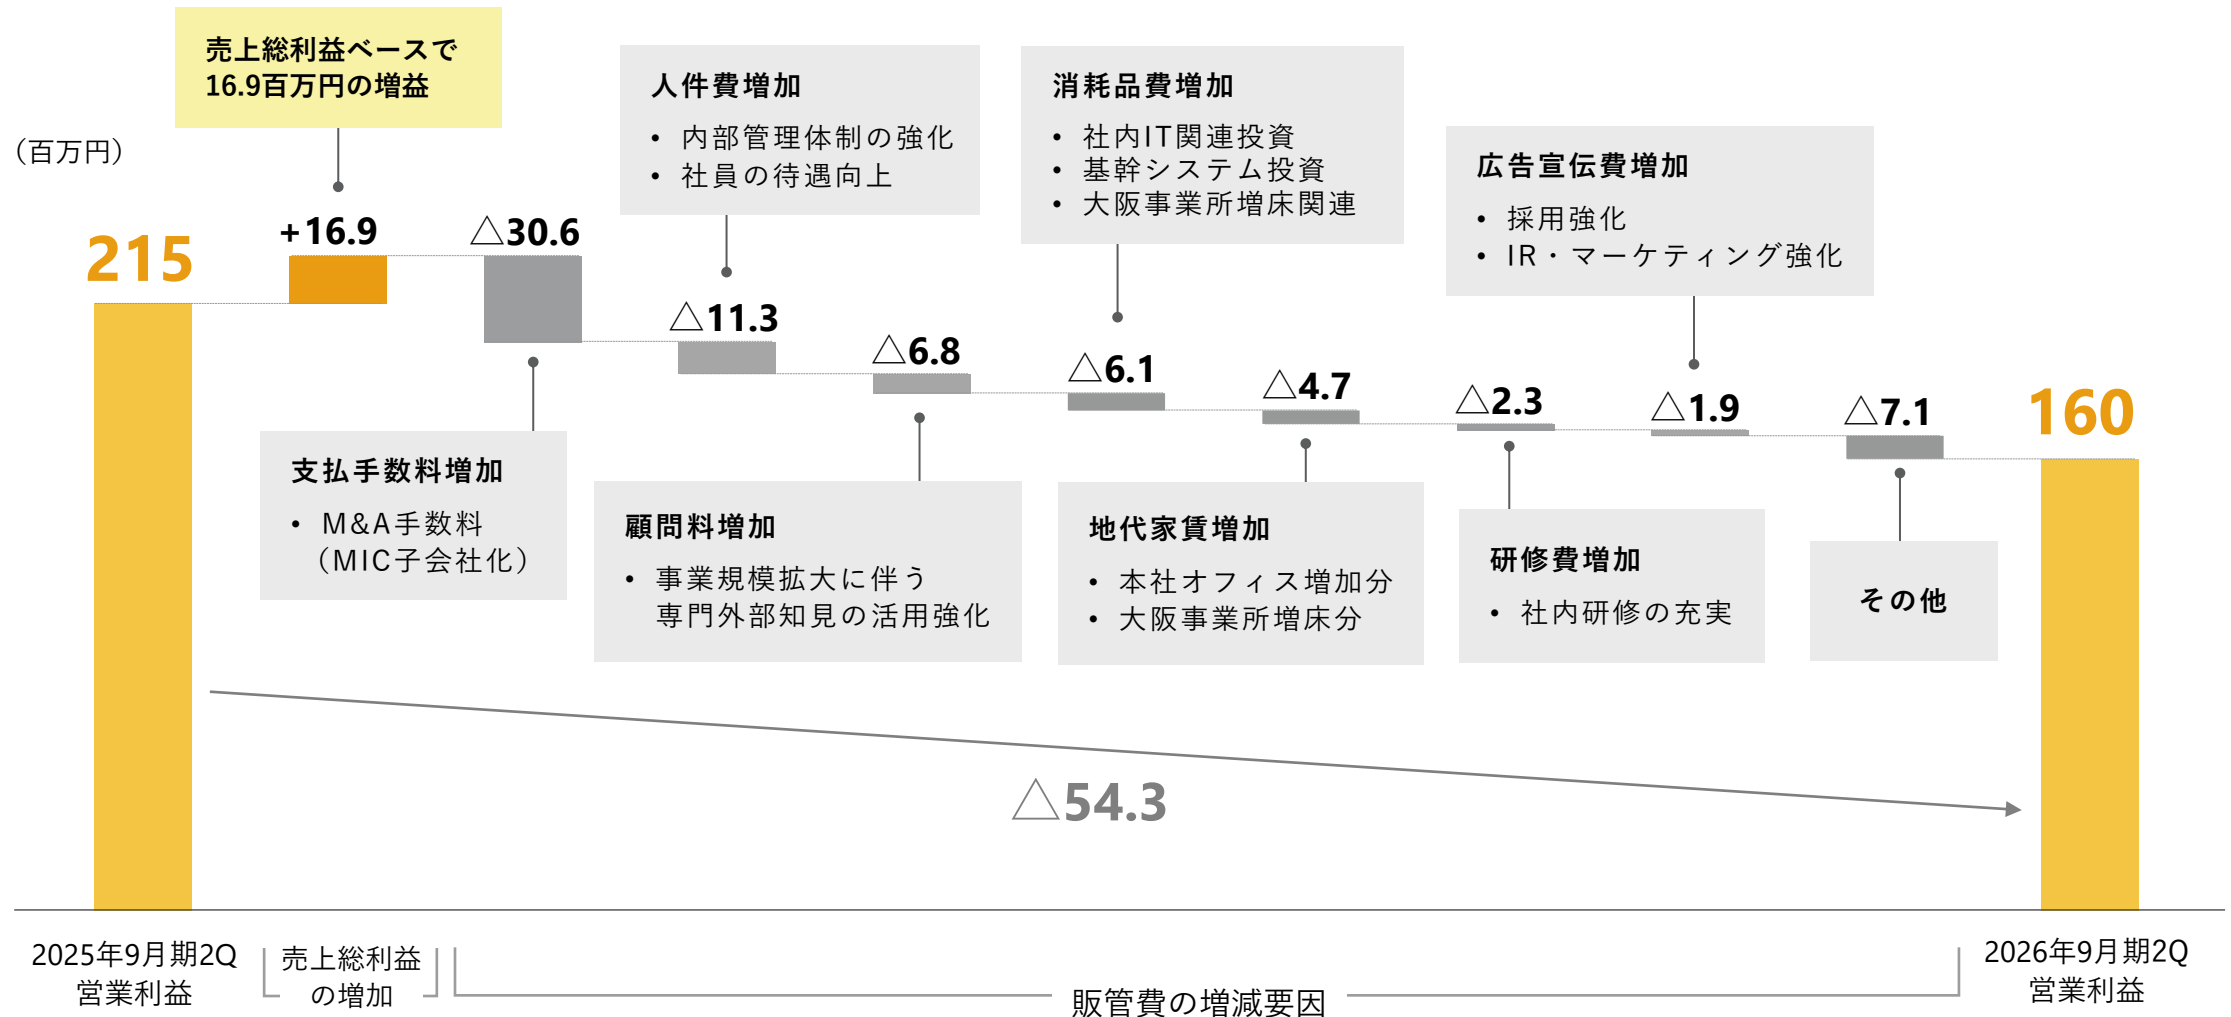 売上総利益ベースで
16.9百万円の増益
（百万円）
215
+16.9
△30.6
支払手数料増加
• M&A手数料
（MIC子会社化）
人件費増加
• 内部管理体制の強化
• 社員の待遇向上
△11.3
△6.8
顧問料増加
• 事業規模拡大に伴う
専門外部知見の活用強化
消耗品費増加
• 社内IT関連投資
• 基幹システム投資
• 大阪事業所増床関連
△6.1
△4.7
地代家賃増加
• 本社オフィス増加分
• 大阪事業所増床分
△2.3
研修費増加
• 社内研修の充実
広告宣伝費増加
• 採用強化
• IR・マーケティング強化
△1.9
△7.1
その他
160
△54.3
2025年9月期2Q
営業利益
売上総利益
の増加
販管費の増減要因
2026年9月期2Q
営業利益